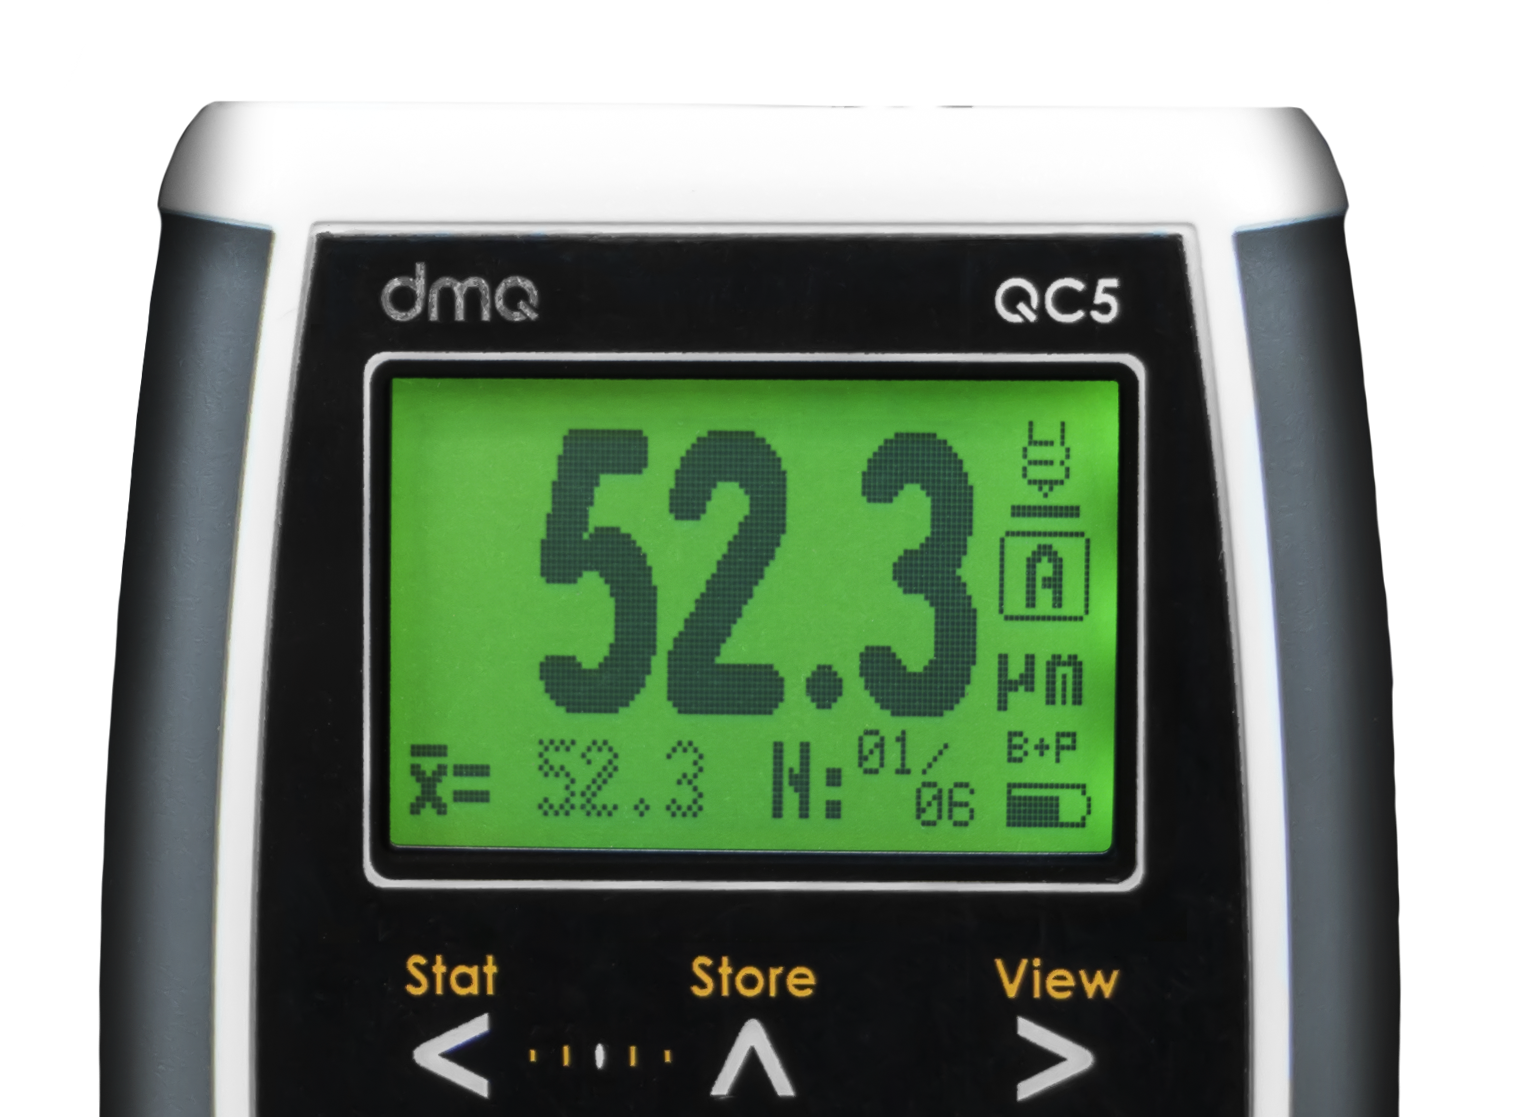 dmq QC5
52.3
A
µm
x̄= 52.3 N: 01/06
B+P
Stat Store View